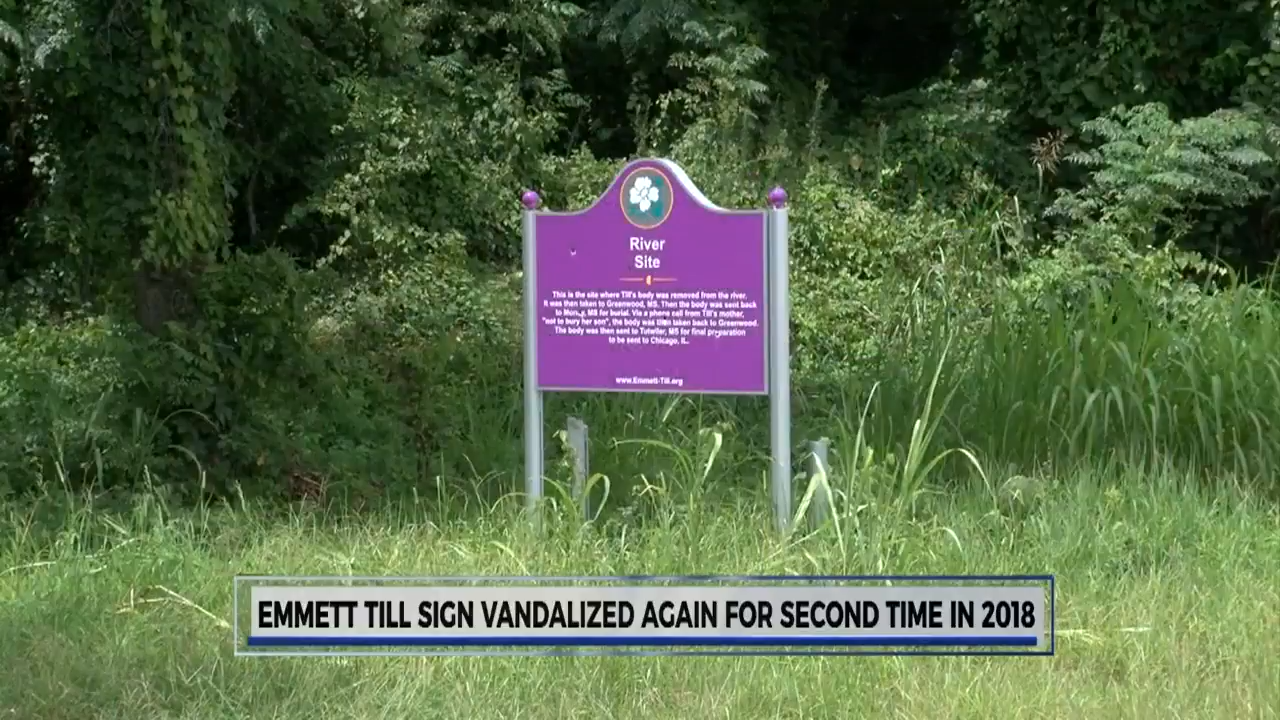 River
Site
This is the site where Till's body was removed from the river.
It was then taken to Greenwood, MS. Then the body was sent back
to Money, MS for burial. Via a phone call from Till's mother,
"not to bury her son", the body was then taken back to Greenwood.
The body was then sent to Tutwiler, MS for final preparation
to be sent to Chicago, IL.
www.Emmett-Till.org
EMMETT TILL SIGN VANDALIZED AGAIN FOR SECOND TIME IN 2018